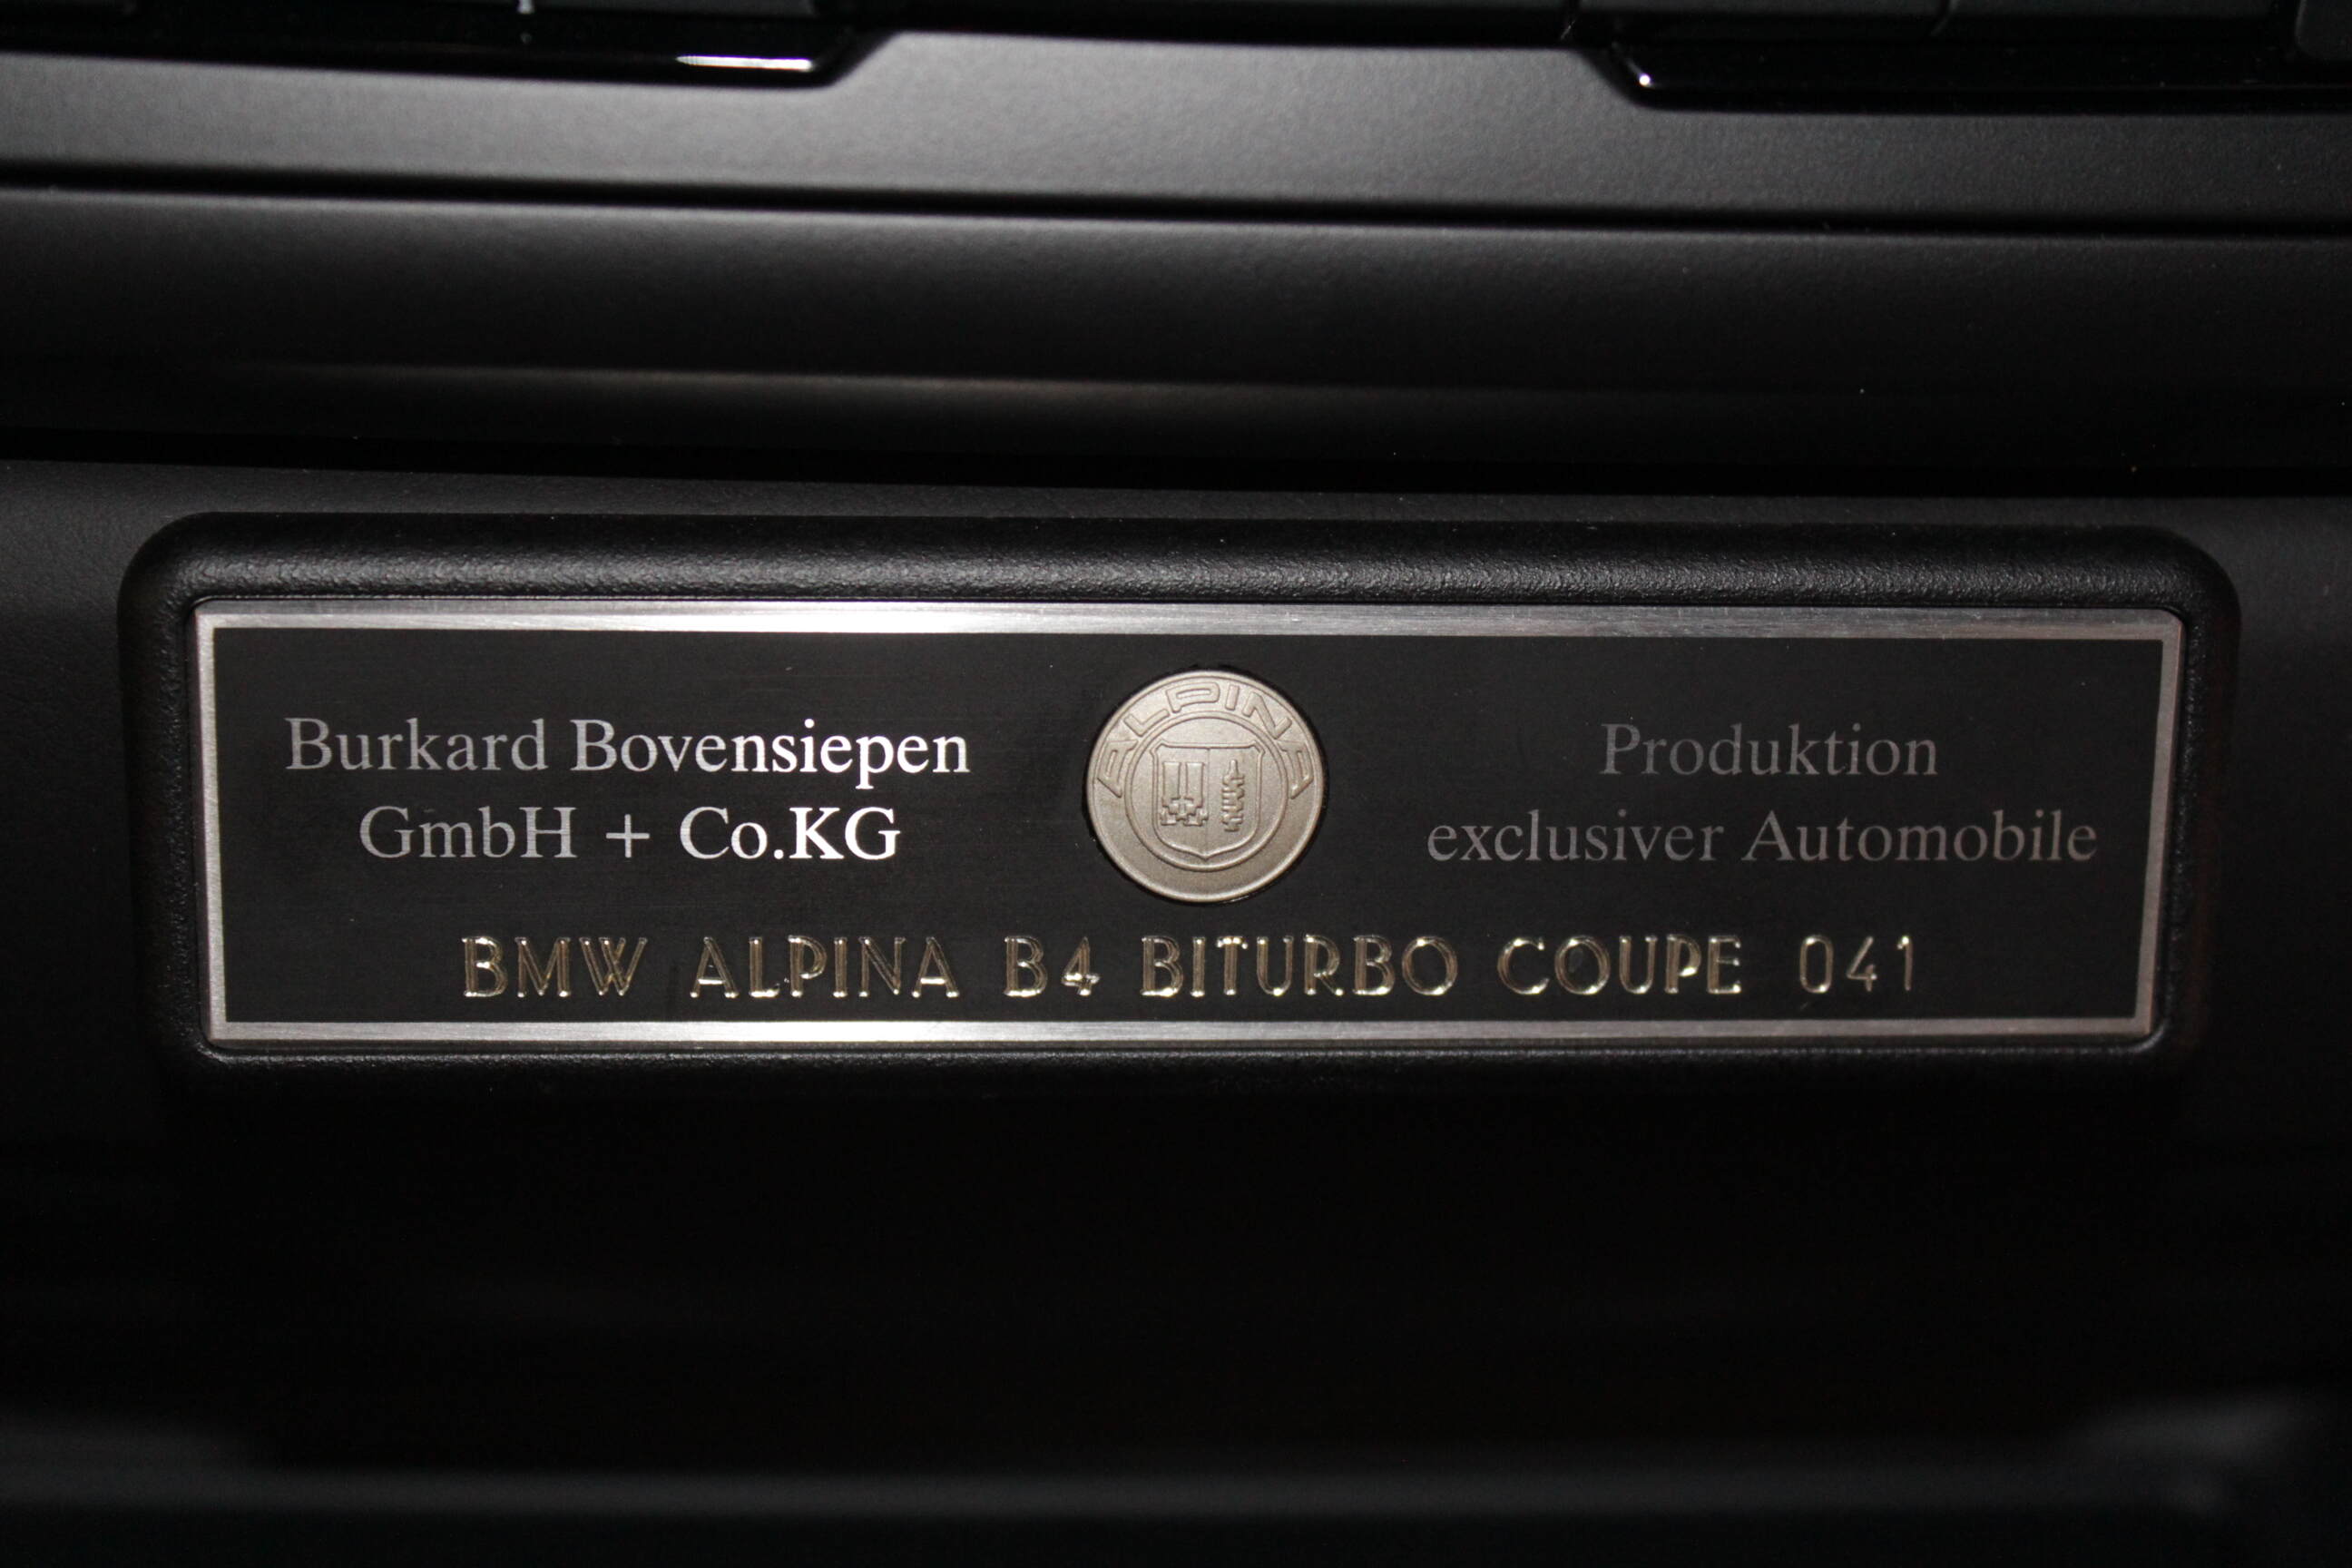 Burkard Bovensiepen
GmbH + Co.KG
ALPINA
Produktion
exclusiver Automobile
BMW ALPINA B4 BITURBO COUPE 041